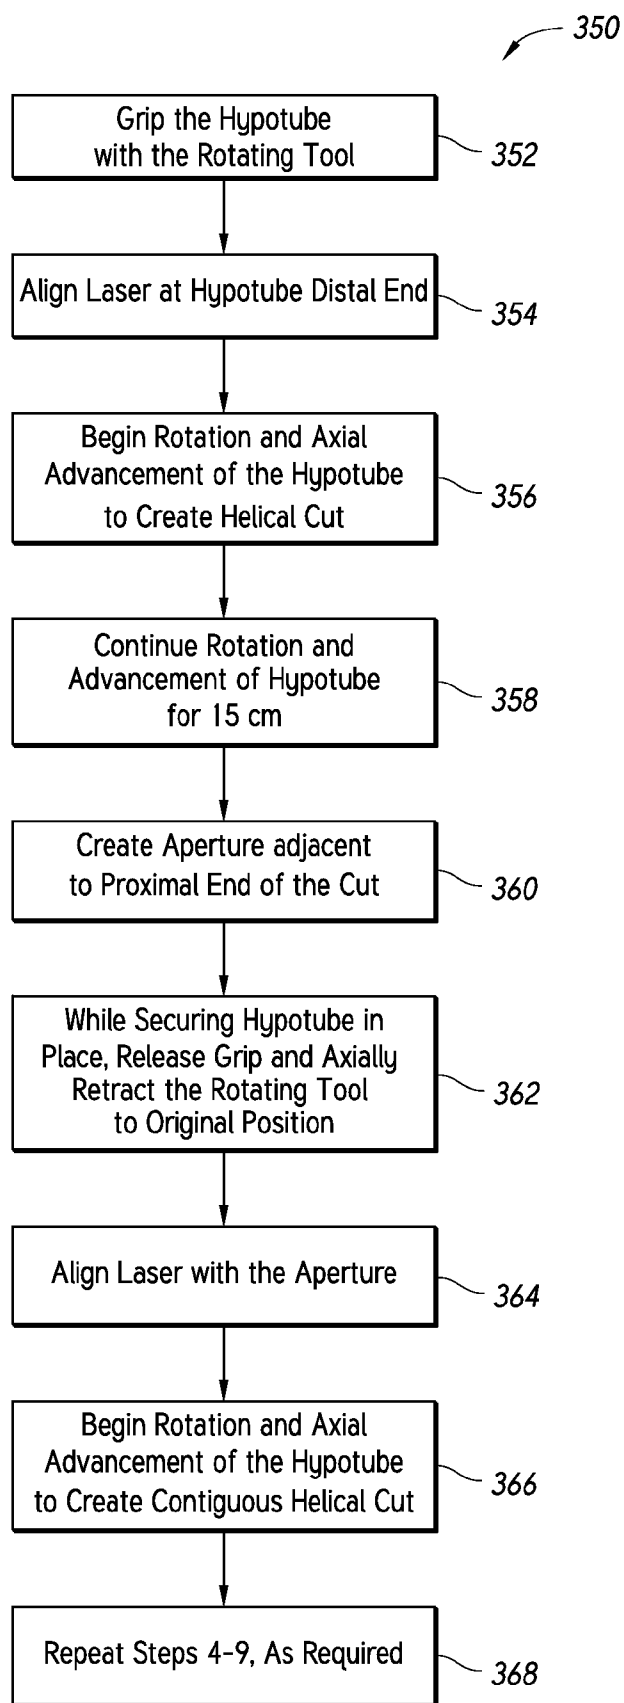 350
Grip the Hypotube
with the Rotating Tool
352
Align Laser at Hypotube Distal End
354
Begin Rotation and Axial
Advancement of the Hypotube
to Create Helical Cut
356
Continue Rotation and
Advancement of Hypotube
for 15 cm
358
Create Aperture adjacent
to Proximal End of the Cut
360
While Securing Hypotube in
Place, Release Grip and Axially
Retract the Rotating Tool
to Original Position
362
Align Laser with the Aperture
364
Begin Rotation and Axial
Advancement of the Hypotube
to Create Contiguous Helical Cut
366
Repeat Steps 4-9, As Required
368